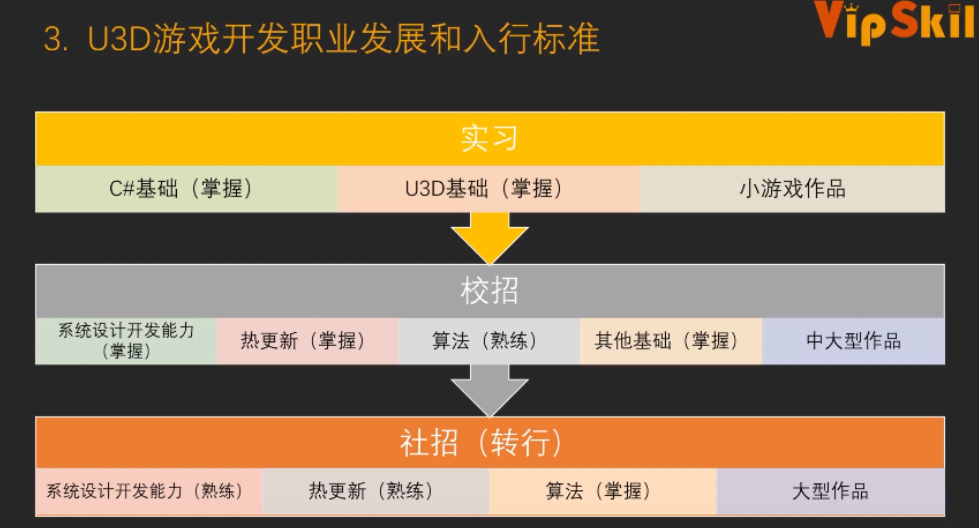 3. U3D游戏开发职业发展和入行标准
VipSkil
实习
C#基础（掌握）
U3D基础（掌握）
小游戏作品
校招
系统设计开发能力
（掌握）
热更新（掌握）
算法（熟练）
其他基础（掌握）
中大型作品
社招（转行）
系统设计开发能力（熟练）
热更新（熟练）
算法（掌握）
大型作品